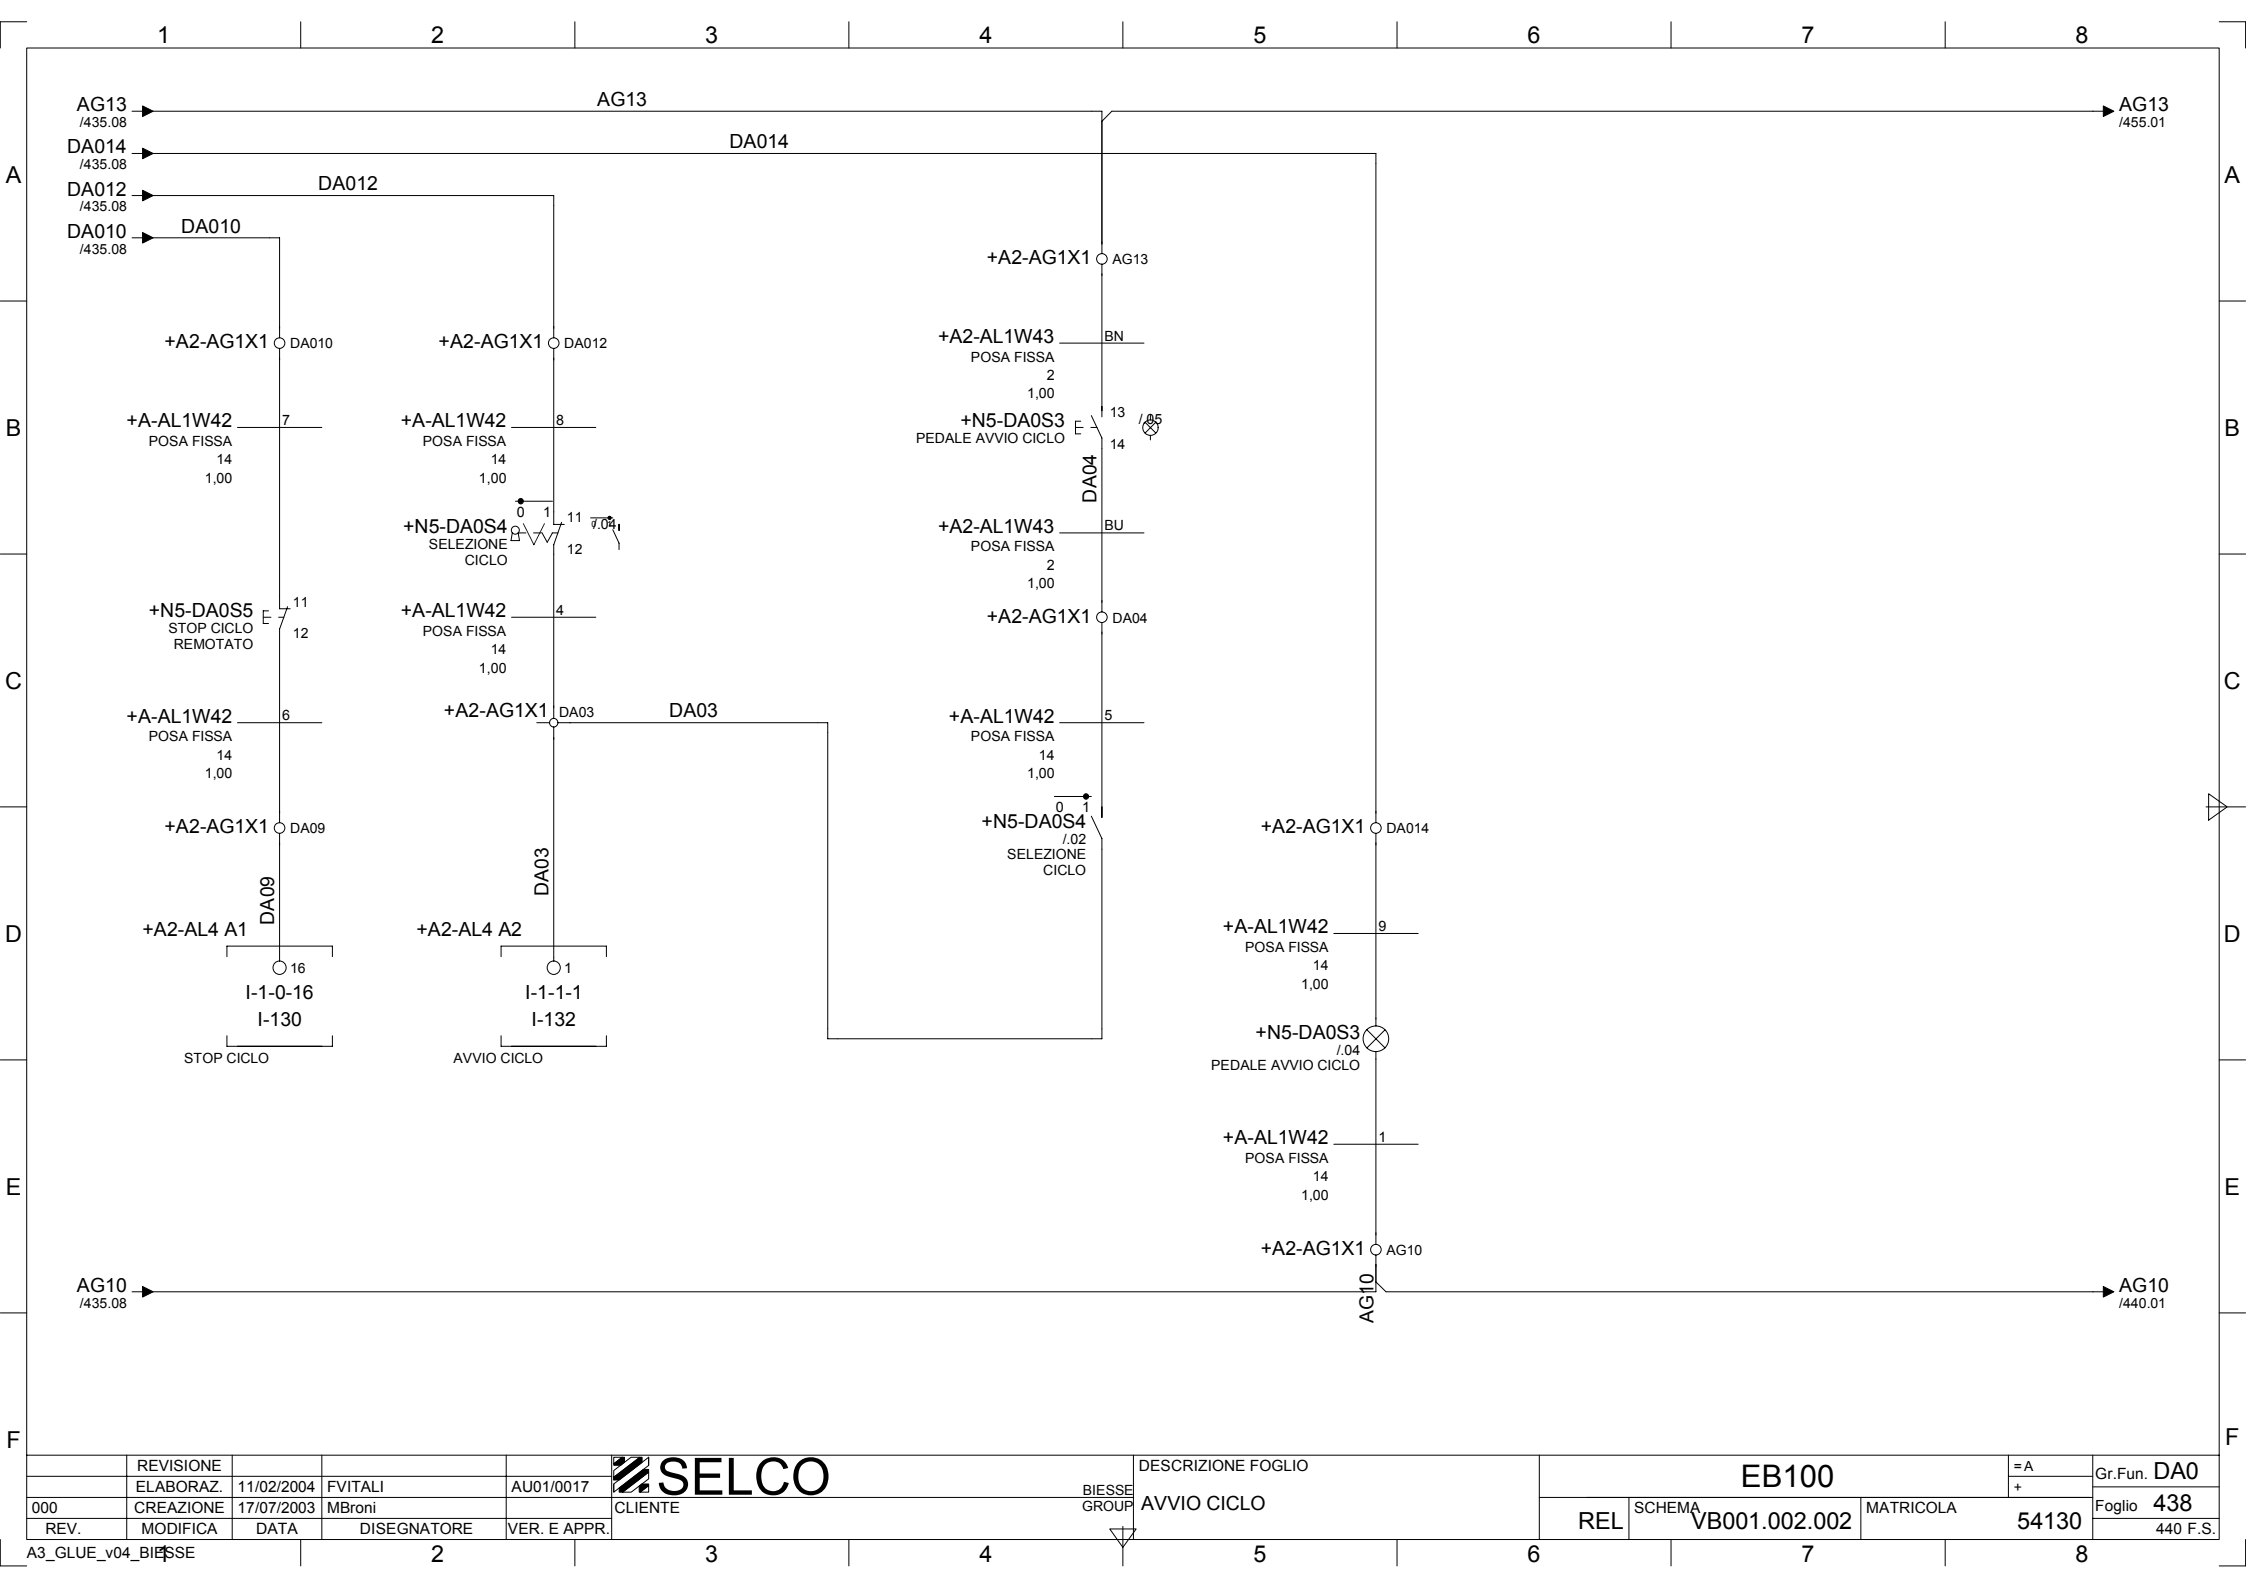 1 2 3 4 5 6 7 8
AG13
/435.08
AG13
AG13
/455.01
DA014
/435.08
DA014
A
A
DA012
/435.08
DA012
DA010
/435.08
DA010
+A2-AG1X1 AG13
+A2-AG1X1 DA010
+A2-AG1X1 DA012
+A2-AL1W43 BN
POSA FISSA
2
1,00
+A-AL1W42 7
POSA FISSA
14
1,00
+A-AL1W42 8
POSA FISSA
14
1,00
+N5-DA0S3 13
PEDALE AVVIO CICLO 14
/.05
B
B
DA04
0 1
+N5-DA0S4 11
SELEZIONE
CICLO
12
/.04
+A2-AL1W43 BU
POSA FISSA
2
1,00
+N5-DA0S5 11
STOP CICLO 12
REMOTATO
+A-AL1W42 4
POSA FISSA
14
1,00
+A2-AG1X1 DA04
C
C
+A-AL1W42 6
POSA FISSA
14
1,00
+A2-AG1X1 DA03
DA03
+A-AL1W42 5
POSA FISSA
14
1,00
0 1
+N5-DA0S4
/.02
SELEZIONE
CICLO
+A2-AG1X1 DA09
+A2-AG1X1 DA014
DA09
DA03
D
D
+A2-AL4 A1
16
I-1-0-16
I-130
STOP CICLO
+A2-AL4 A2
1
I-1-1-1
I-132
AVVIO CICLO
+A-AL1W42 9
POSA FISSA
14
1,00
+N5-DA0S3
/.04
PEDALE AVVIO CICLO
+A-AL1W42 1
POSA FISSA
14
1,00
E
E
+A2-AG1X1 AG10
AG10
AG10
/435.08
AG10
/440.01
F
F
REVISIONE
ELABORAZ. 11/02/2004 FVITALI AU01/0017
000 CREAZIONE 17/07/2003 MBroni
REV. MODIFICA DATA DISEGNATORE VER. E APPR.
SELCO
CLIENTE
BIESSE
GROUP
DESCRIZIONE FOGLIO
AVVIO CICLO
EB100
REL
SCHEMA
VB001.002.002
MATRICOLA
54130
=A
+
Gr.Fun. DA0
Foglio 438
440 F.S.
A3_GLUE_v04_BIESSE
1 2 3 4 5 6 7 8